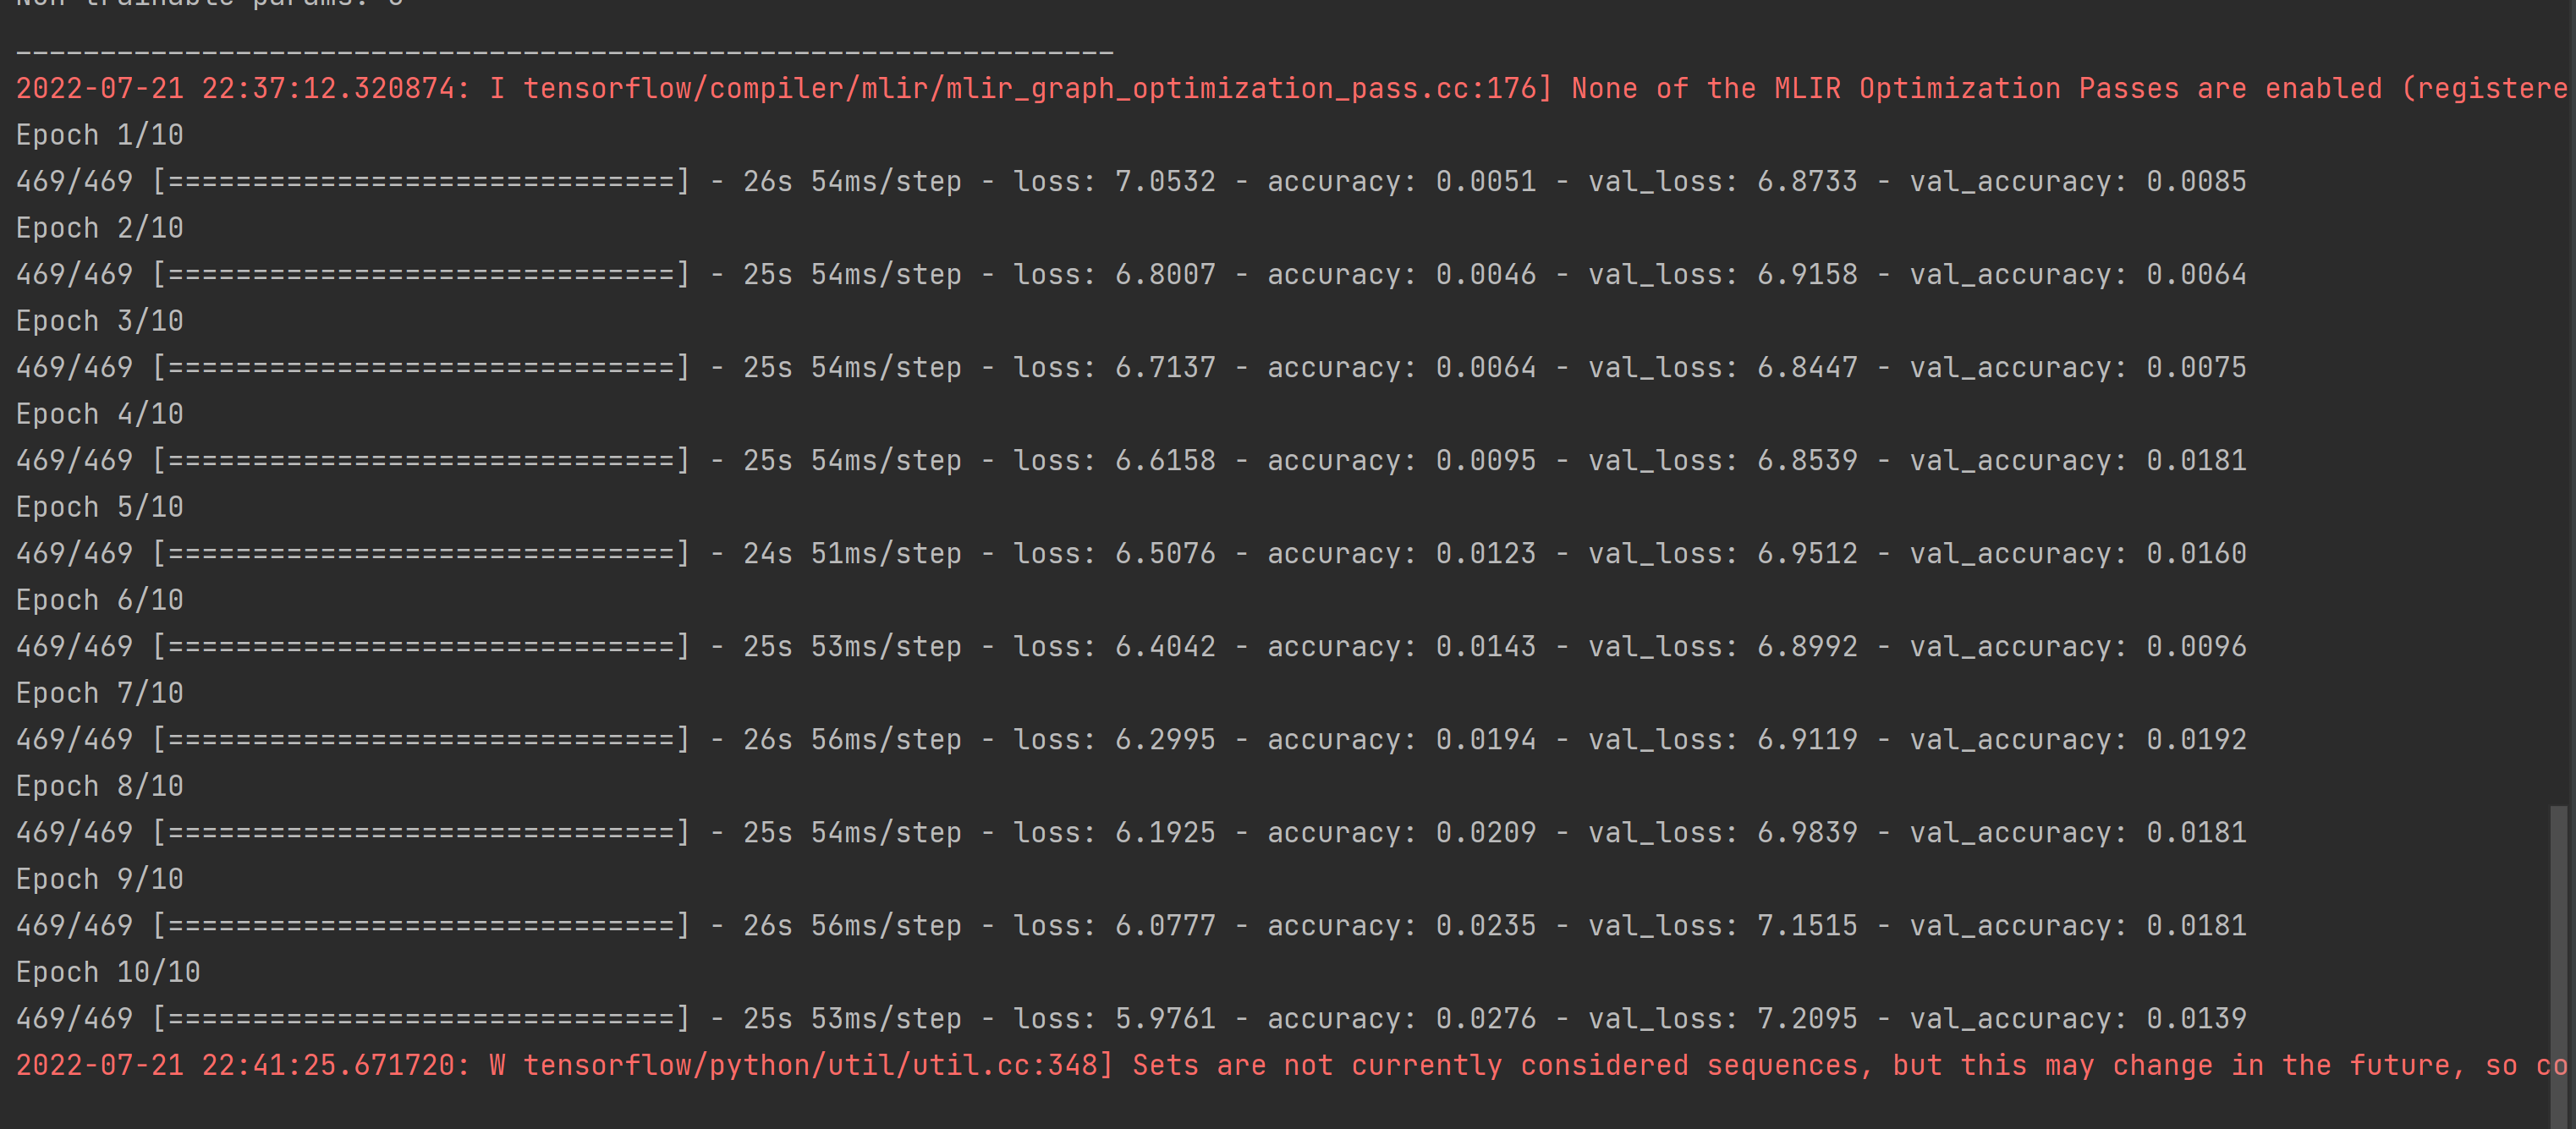 Non-trainable params: 0
_________________________________________________________________
2022-07-21 22:37:12.320874: I tensorflow/compiler/mlir/mlir_graph_optimization_pass.cc:176] None of the MLIR Optimization Passes are enabled (registere
Epoch 1/10
469/469 [==============================] - 26s 54ms/step - loss: 7.0532 - accuracy: 0.0051 - val_loss: 6.8733 - val_accuracy: 0.0085
Epoch 2/10
469/469 [==============================] - 25s 54ms/step - loss: 6.8007 - accuracy: 0.0046 - val_loss: 6.9158 - val_accuracy: 0.0064
Epoch 3/10
469/469 [==============================] - 25s 54ms/step - loss: 6.7137 - accuracy: 0.0064 - val_loss: 6.8447 - val_accuracy: 0.0075
Epoch 4/10
469/469 [==============================] - 25s 54ms/step - loss: 6.6158 - accuracy: 0.0095 - val_loss: 6.8539 - val_accuracy: 0.0181
Epoch 5/10
469/469 [==============================] - 24s 51ms/step - loss: 6.5076 - accuracy: 0.0123 - val_loss: 6.9512 - val_accuracy: 0.0160
Epoch 6/10
469/469 [==============================] - 25s 53ms/step - loss: 6.4042 - accuracy: 0.0143 - val_loss: 6.8992 - val_accuracy: 0.0096
Epoch 7/10
469/469 [==============================] - 26s 56ms/step - loss: 6.2995 - accuracy: 0.0194 - val_loss: 6.9119 - val_accuracy: 0.0192
Epoch 8/10
469/469 [==============================] - 25s 54ms/step - loss: 6.1925 - accuracy: 0.0209 - val_loss: 6.9839 - val_accuracy: 0.0181
Epoch 9/10
469/469 [==============================] - 26s 56ms/step - loss: 6.0777 - accuracy: 0.0235 - val_loss: 7.1515 - val_accuracy: 0.0181
Epoch 10/10
469/469 [==============================] - 25s 53ms/step - loss: 5.9761 - accuracy: 0.0276 - val_loss: 7.2095 - val_accuracy: 0.0139
2022-07-21 22:41:25.671720: W tensorflow/python/util/util.cc:348] Sets are not currently considered sequences, but this may change in the future, so co